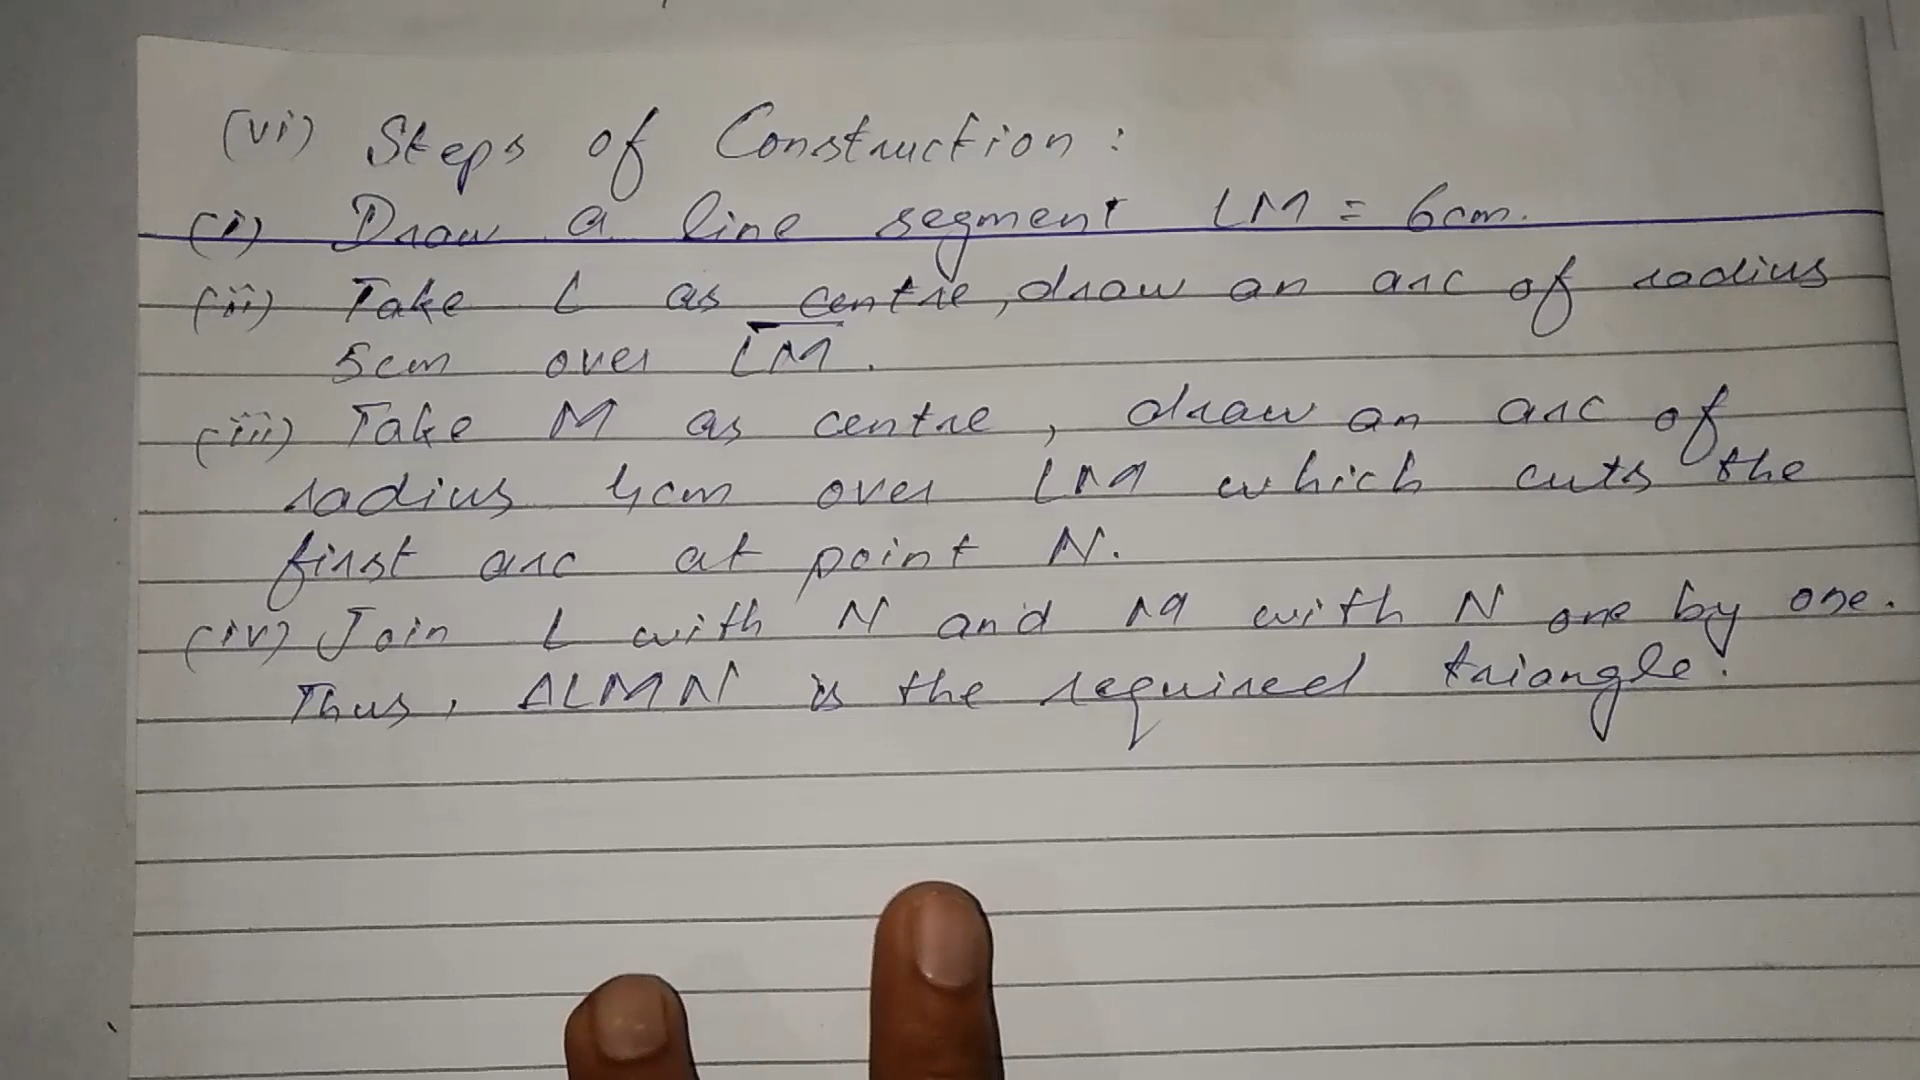 (vi) Steps of Construction :
(i) Draw a line segment LM = 6cm.
(ii) Take L as centre, draw an arc of radius
5cm over L̅M̅.
(iii) Take M as centre, draw an arc of
radius 4cm over LM which cuts the
first arc at point N.
(iv) Join L with N and M with N one by one.
Thus, ΔLMN is the required triangle.